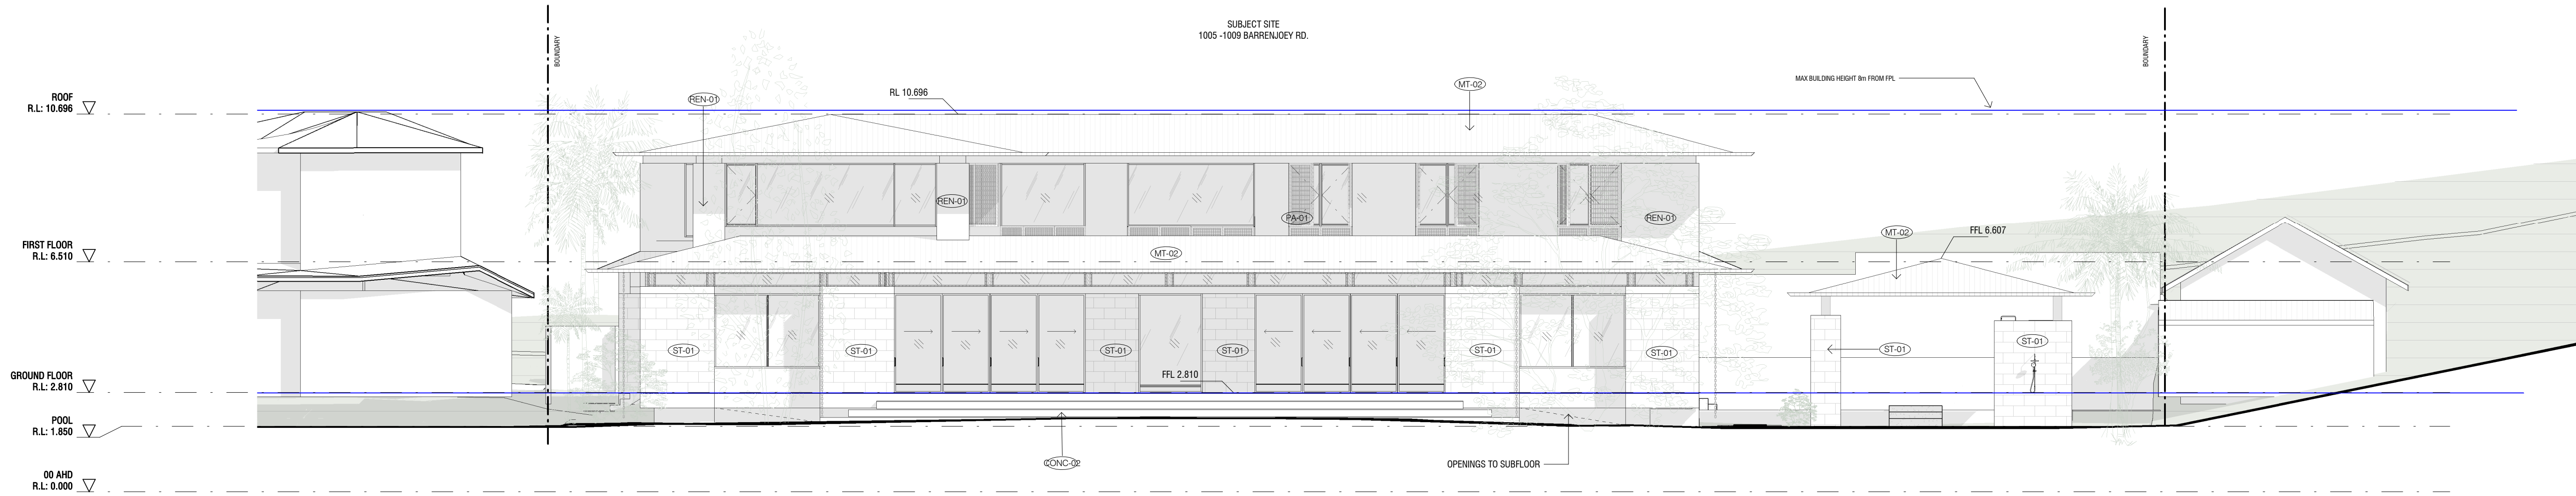 SUBJECT SITE
1005 -1009 BARRENJOEY RD.
BOUNDARY
BOUNDARY
MAX BUILDING HEIGHT 8m FROM FPL
MT-02
RL 10.696
REN-01
ROOF
R.L: 10.696
REN-01
PA-01
REN-01
FIRST FLOOR
R.L: 6.510
MT-02
MT-02
FFL 6.607
ST-01
ST-01
ST-01
ST-01
ST-01
ST-01
ST-01
ST-01
GROUND FLOOR
R.L: 2.810
FFL 2.810
POOL
R.L: 1.850
CONC-02
OPENINGS TO SUBFLOOR
00 AHD
R.L: 0.000